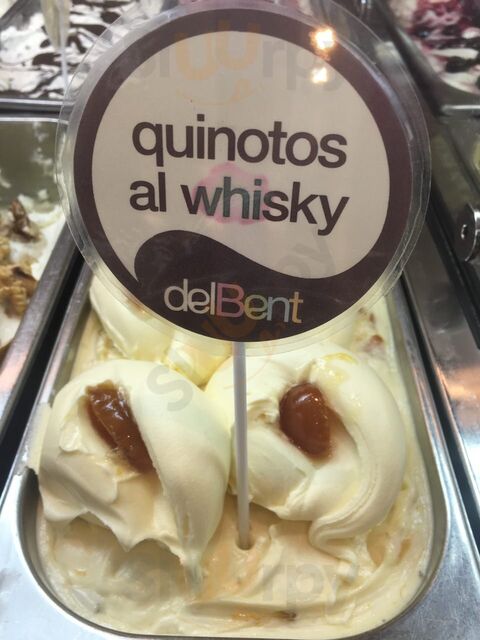 quinotos
al whisky
delBent